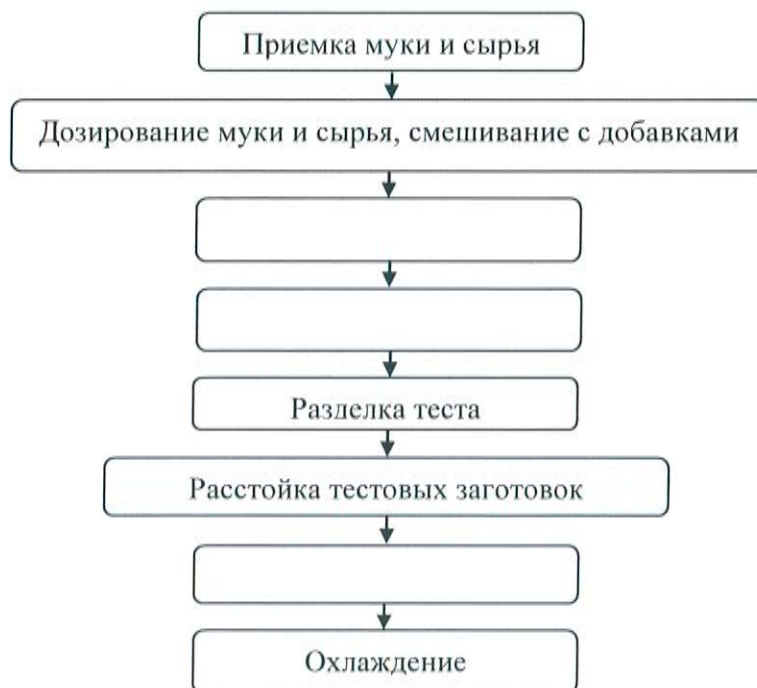 Приемка муки и сырья
Дозирование муки и сырья, смешивание с добавками
Разделка теста
Расстойка тестовых заготовок
Охлаждение